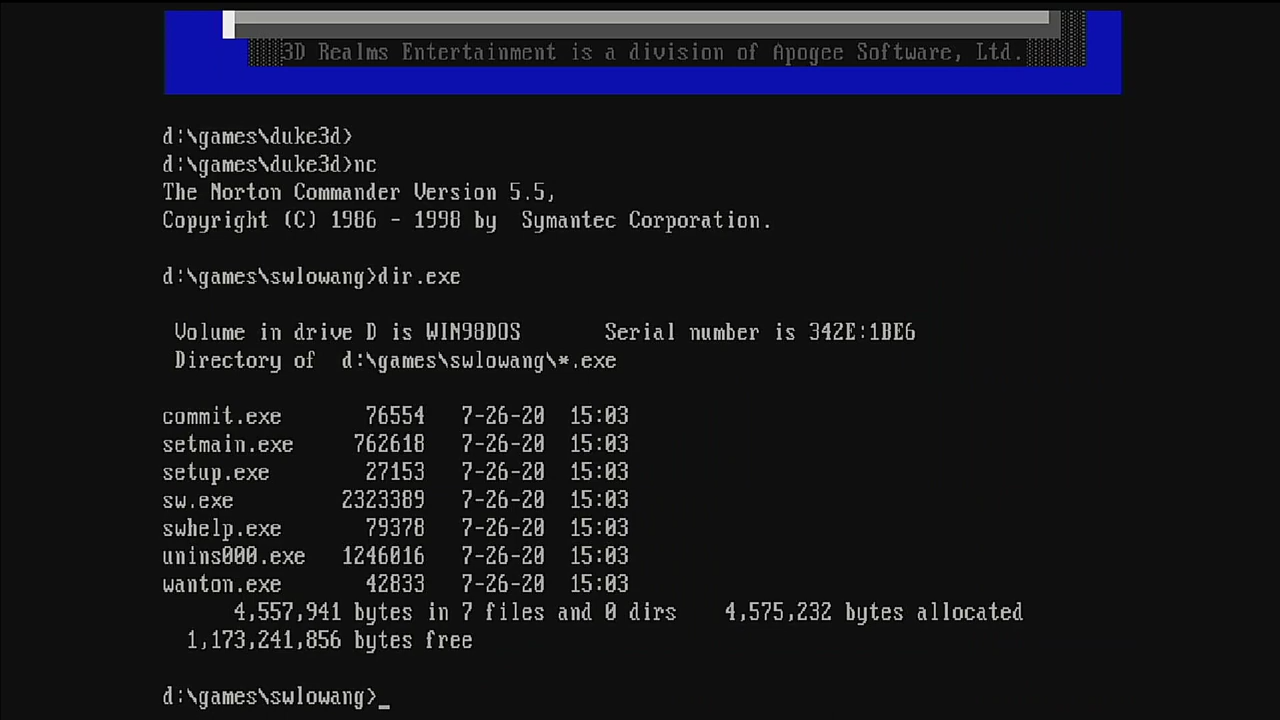 3D Realms Entertainment is a division of Apogee Software, Ltd.
d:\games\duke3d>
d:\games\duke3d>nc
The Norton Commander Version 5.5,
Copyright (C) 1986 - 1998 by  Symantec Corporation.
d:\games\swlowang>dir.exe
Volume in drive D is WIN98DOS       Serial number is 342E:1BE6
Directory of  d:\games\swlowang\*.exe
commit.exe       76554   7-26-20  15:03
setmain.exe     762618   7-26-20  15:03
setup.exe        27153   7-26-20  15:03
sw.exe         2323389   7-26-20  15:03
swhelp.exe       79378   7-26-20  15:03
unins000.exe   1246016   7-26-20  15:03
wanton.exe       42833   7-26-20  15:03
4,557,941 bytes in 7 files and 0 dirs    4,575,232 bytes allocated
1,173,241,856 bytes free
d:\games\swlowang>_